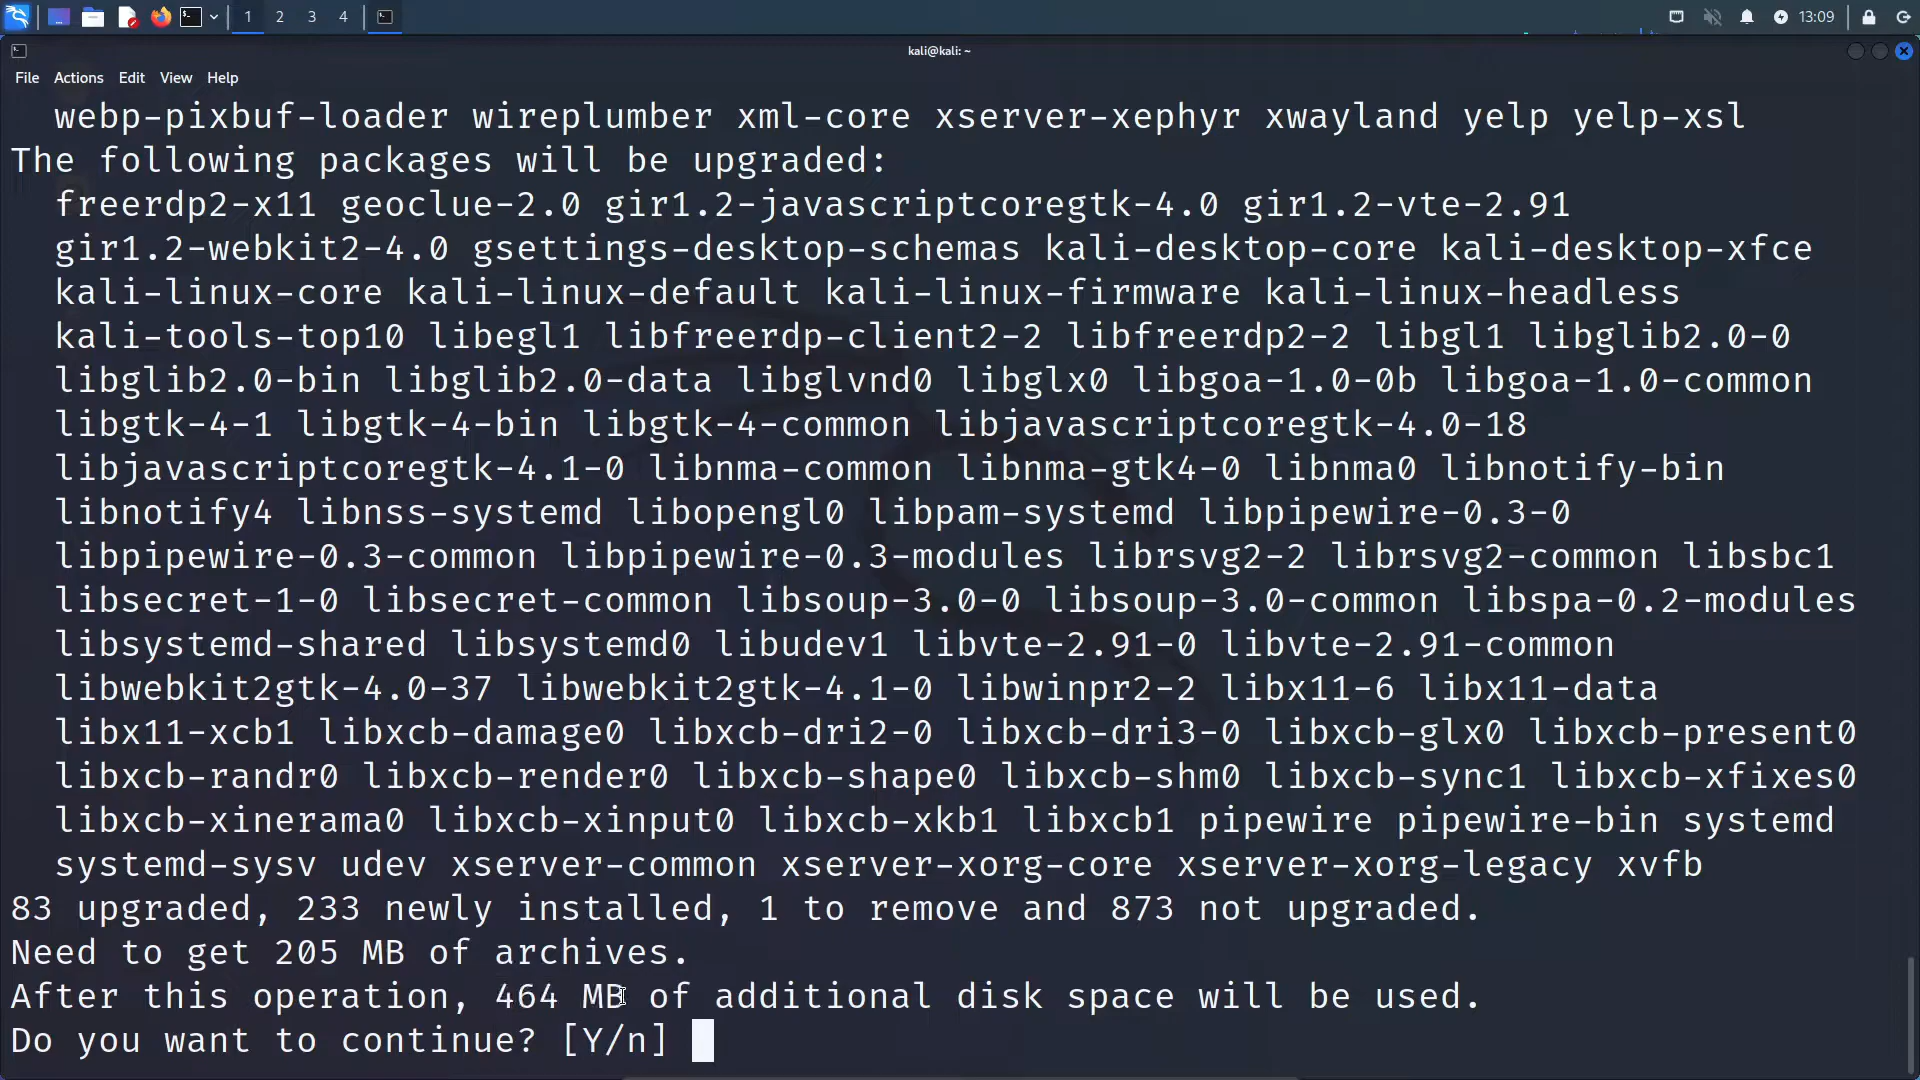 1 2 3 4 13:09
kali@kali: ~
File Actions Edit View Help
webp-pixbuf-loader wireplumber xml-core xserver-xephyr xwayland yelp yelp-xsl
The following packages will be upgraded:
freerdp2-x11 geoclue-2.0 gir1.2-javascriptcoregtk-4.0 gir1.2-vte-2.91
gir1.2-webkit2-4.0 gsettings-desktop-schemas kali-desktop-core kali-desktop-xfce
kali-linux-core kali-linux-default kali-linux-firmware kali-linux-headless
kali-tools-top10 libegl1 libfreerdp-client2-2 libfreerdp2-2 libgl1 libglib2.0-0
libglib2.0-bin libglib2.0-data libglvnd0 libglx0 libgoa-1.0-0b libgoa-1.0-common
libgtk-4-1 libgtk-4-bin libgtk-4-common libjavascriptcoregtk-4.0-18
libjavascriptcoregtk-4.1-0 libnma-common libnma-gtk4-0 libnma0 libnotify-bin
libnotify4 libnss-systemd libopengl0 libpam-systemd libpipewire-0.3-0
libpipewire-0.3-common libpipewire-0.3-modules librsvg2-2 librsvg2-common libsbc1
libsecret-1-0 libsecret-common libsoup-3.0-0 libsoup-3.0-common libspa-0.2-modules
libsystemd-shared libsystemd0 libudev1 libvte-2.91-0 libvte-2.91-common
libwebkit2gtk-4.0-37 libwebkit2gtk-4.1-0 libwinpr2-2 libx11-6 libx11-data
libx11-xcb1 libxcb-damage0 libxcb-dri2-0 libxcb-dri3-0 libxcb-glx0 libxcb-present0
libxcb-randr0 libxcb-render0 libxcb-shape0 libxcb-shm0 libxcb-sync1 libxcb-xfixes0
libxcb-xinerama0 libxcb-xinput0 libxcb-xkb1 libxcb1 pipewire pipewire-bin systemd
systemd-sysv udev xserver-common xserver-xorg-core xserver-xorg-legacy xvfb
83 upgraded, 233 newly installed, 1 to remove and 873 not upgraded.
Need to get 205 MB of archives.
After this operation, 464 MB of additional disk space will be used.
Do you want to continue? [Y/n]